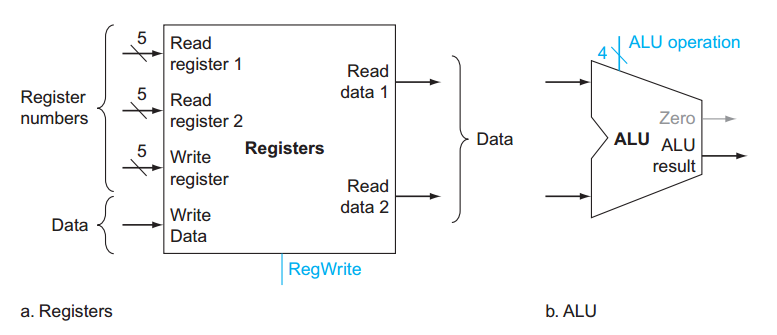 5
Read
register 1
5
Read
register 2
5
Write
register
Write
Data
Register
numbers
Data
Registers
Read
data 1
Read
data 2
Data
RegWrite
a. Registers
4
ALU operation
Zero
ALU
ALU
result
b. ALU